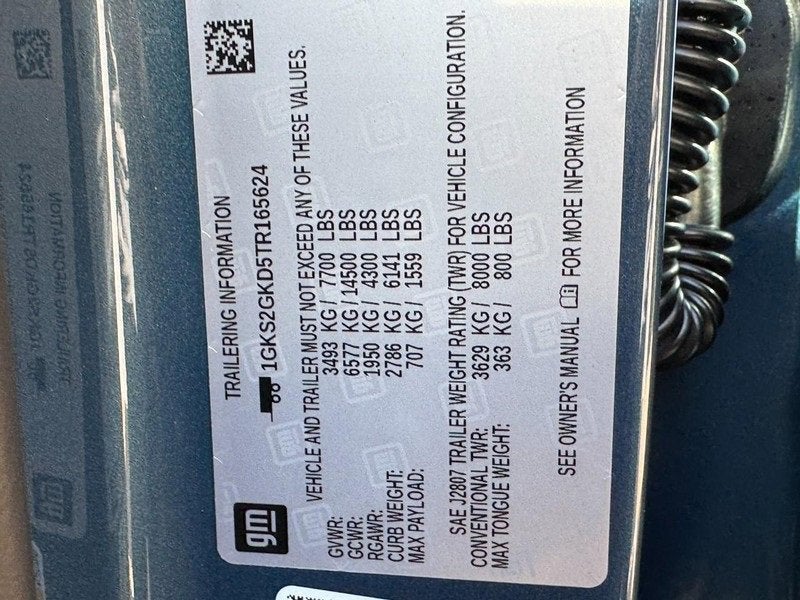 gm
TRAILERING INFORMATION
1GKS2GKD5TR165624
VEHICLE AND TRAILER MUST NOT EXCEED ANY OF THESE VALUES.
GVWR: 3493 KG / 7700 LBS
GCWR: 6577 KG / 14500 LBS
RGAWR: 1950 KG / 4300 LBS
CURB WEIGHT: 2786 KG / 6141 LBS
MAX PAYLOAD: 707 KG / 1559 LBS
SAE J2807 TRAILER WEIGHT RATING (TWR) FOR VEHICLE CONFIGURATION.
CONVENTIONAL TWR: 3629 KG / 8000 LBS
MAX TONGUE WEIGHT: 363 KG / 800 LBS
SEE OWNER'S MANUAL FOR MORE INFORMATION